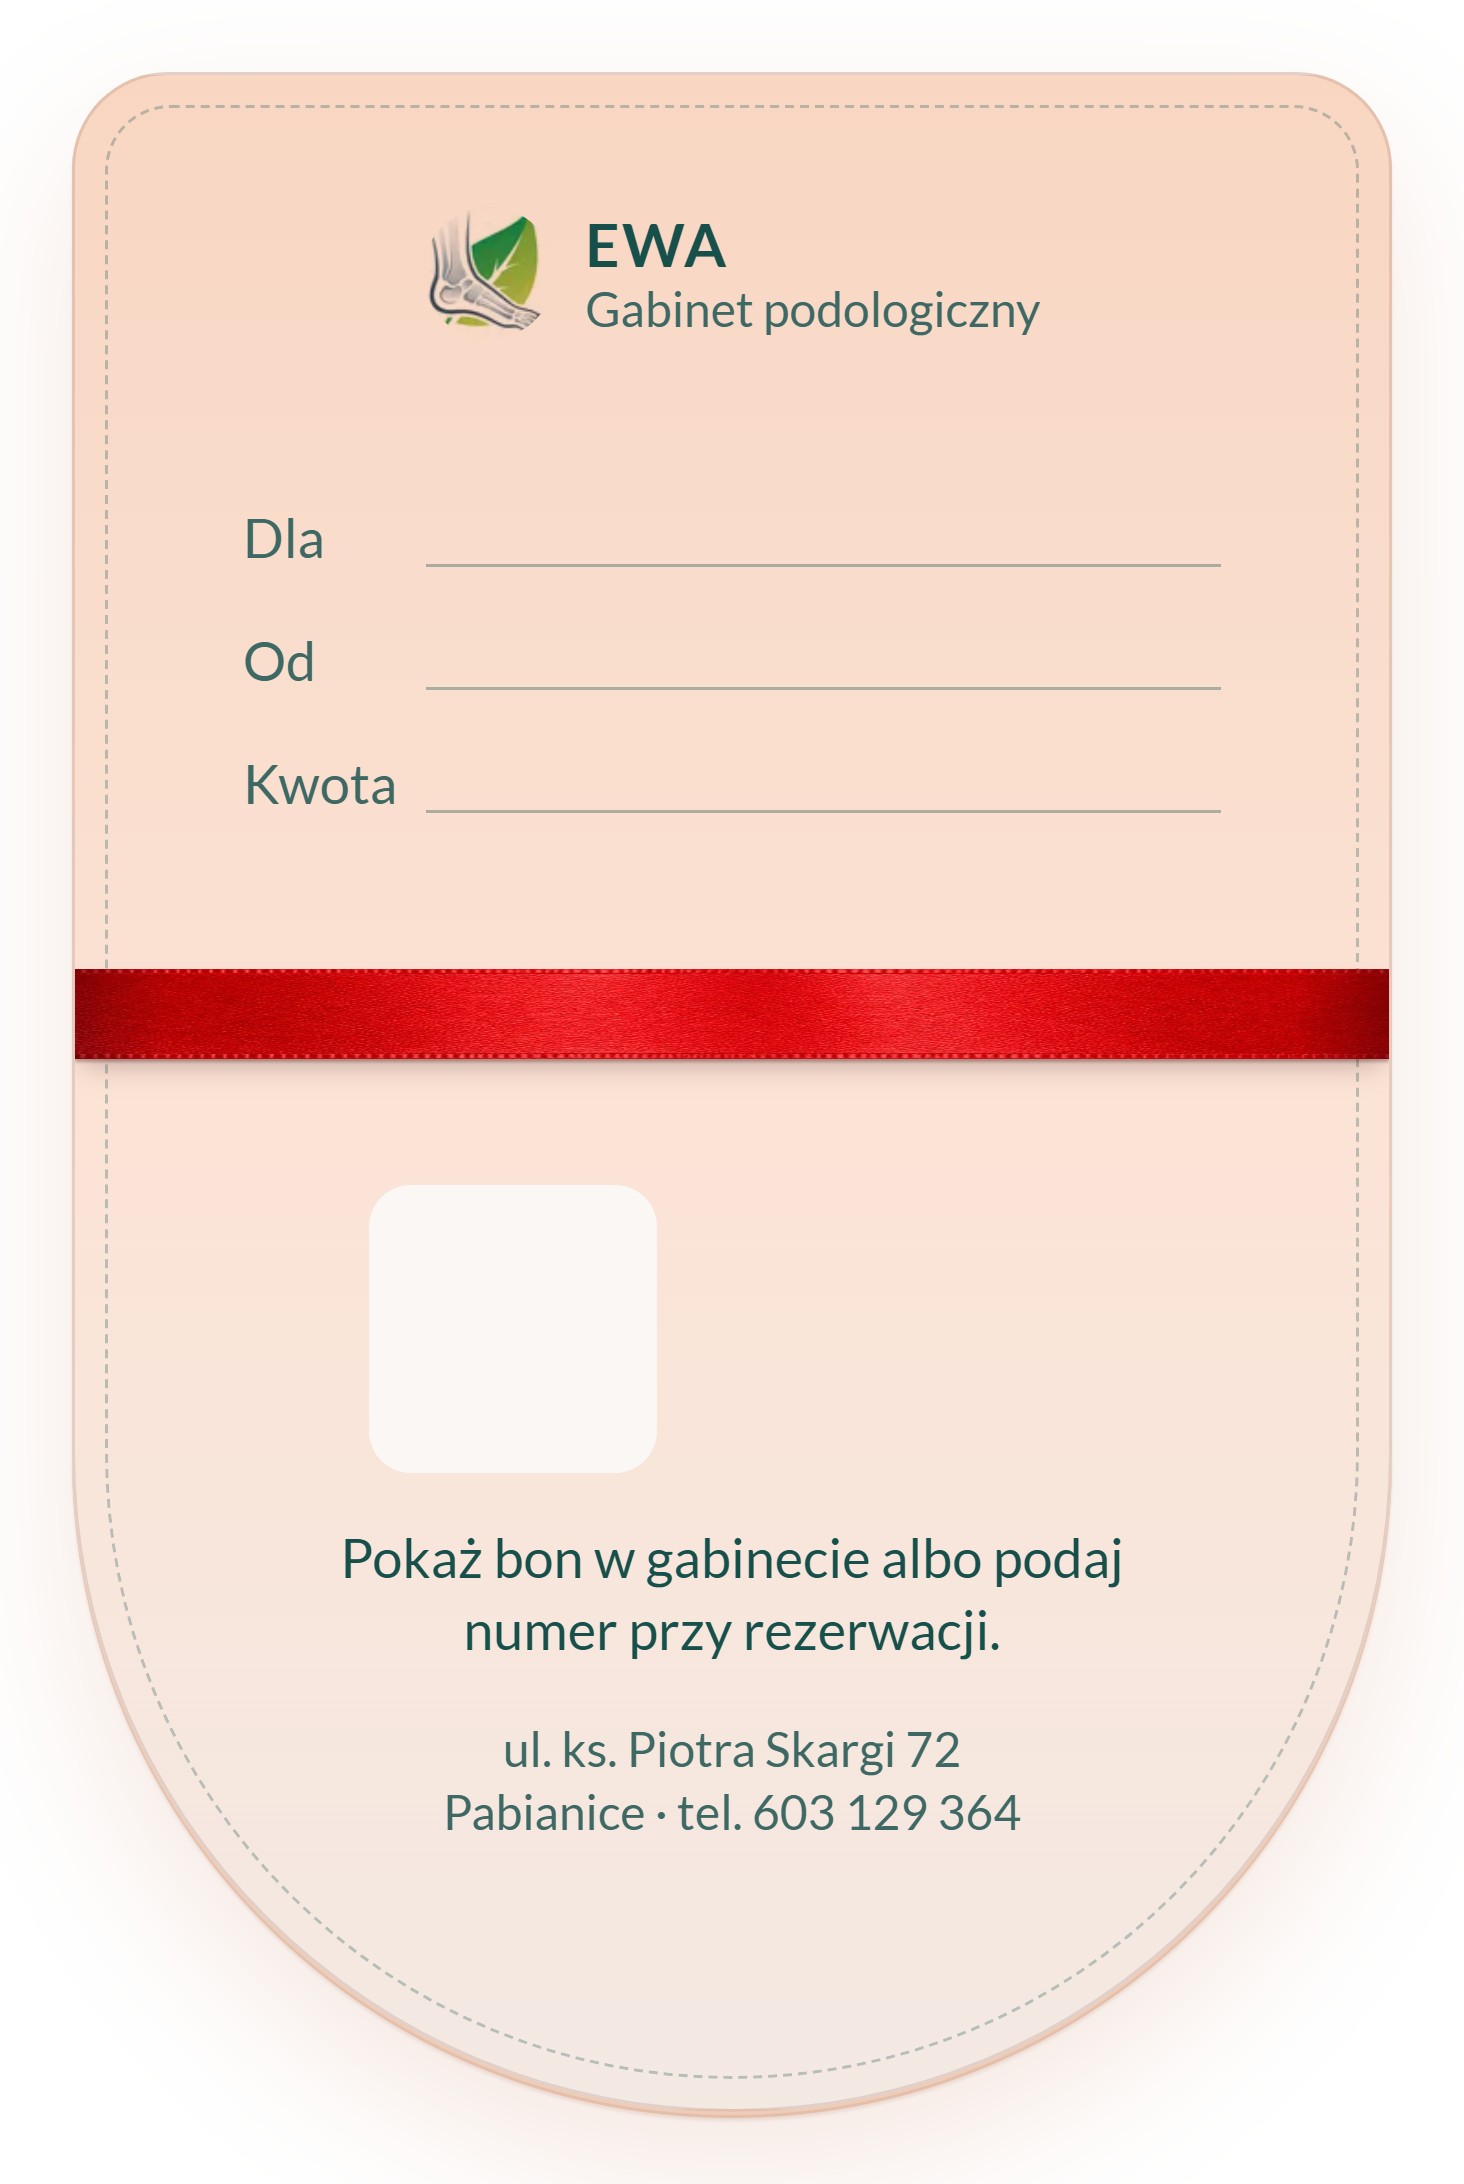 EWA
Gabinet podologiczny
Dla
Od
Kwota
Pokaż bon w gabinecie albo podaj
numer przy rezerwacji.
ul. ks. Piotra Skargi 72
Pabianice · tel. 603 129 364